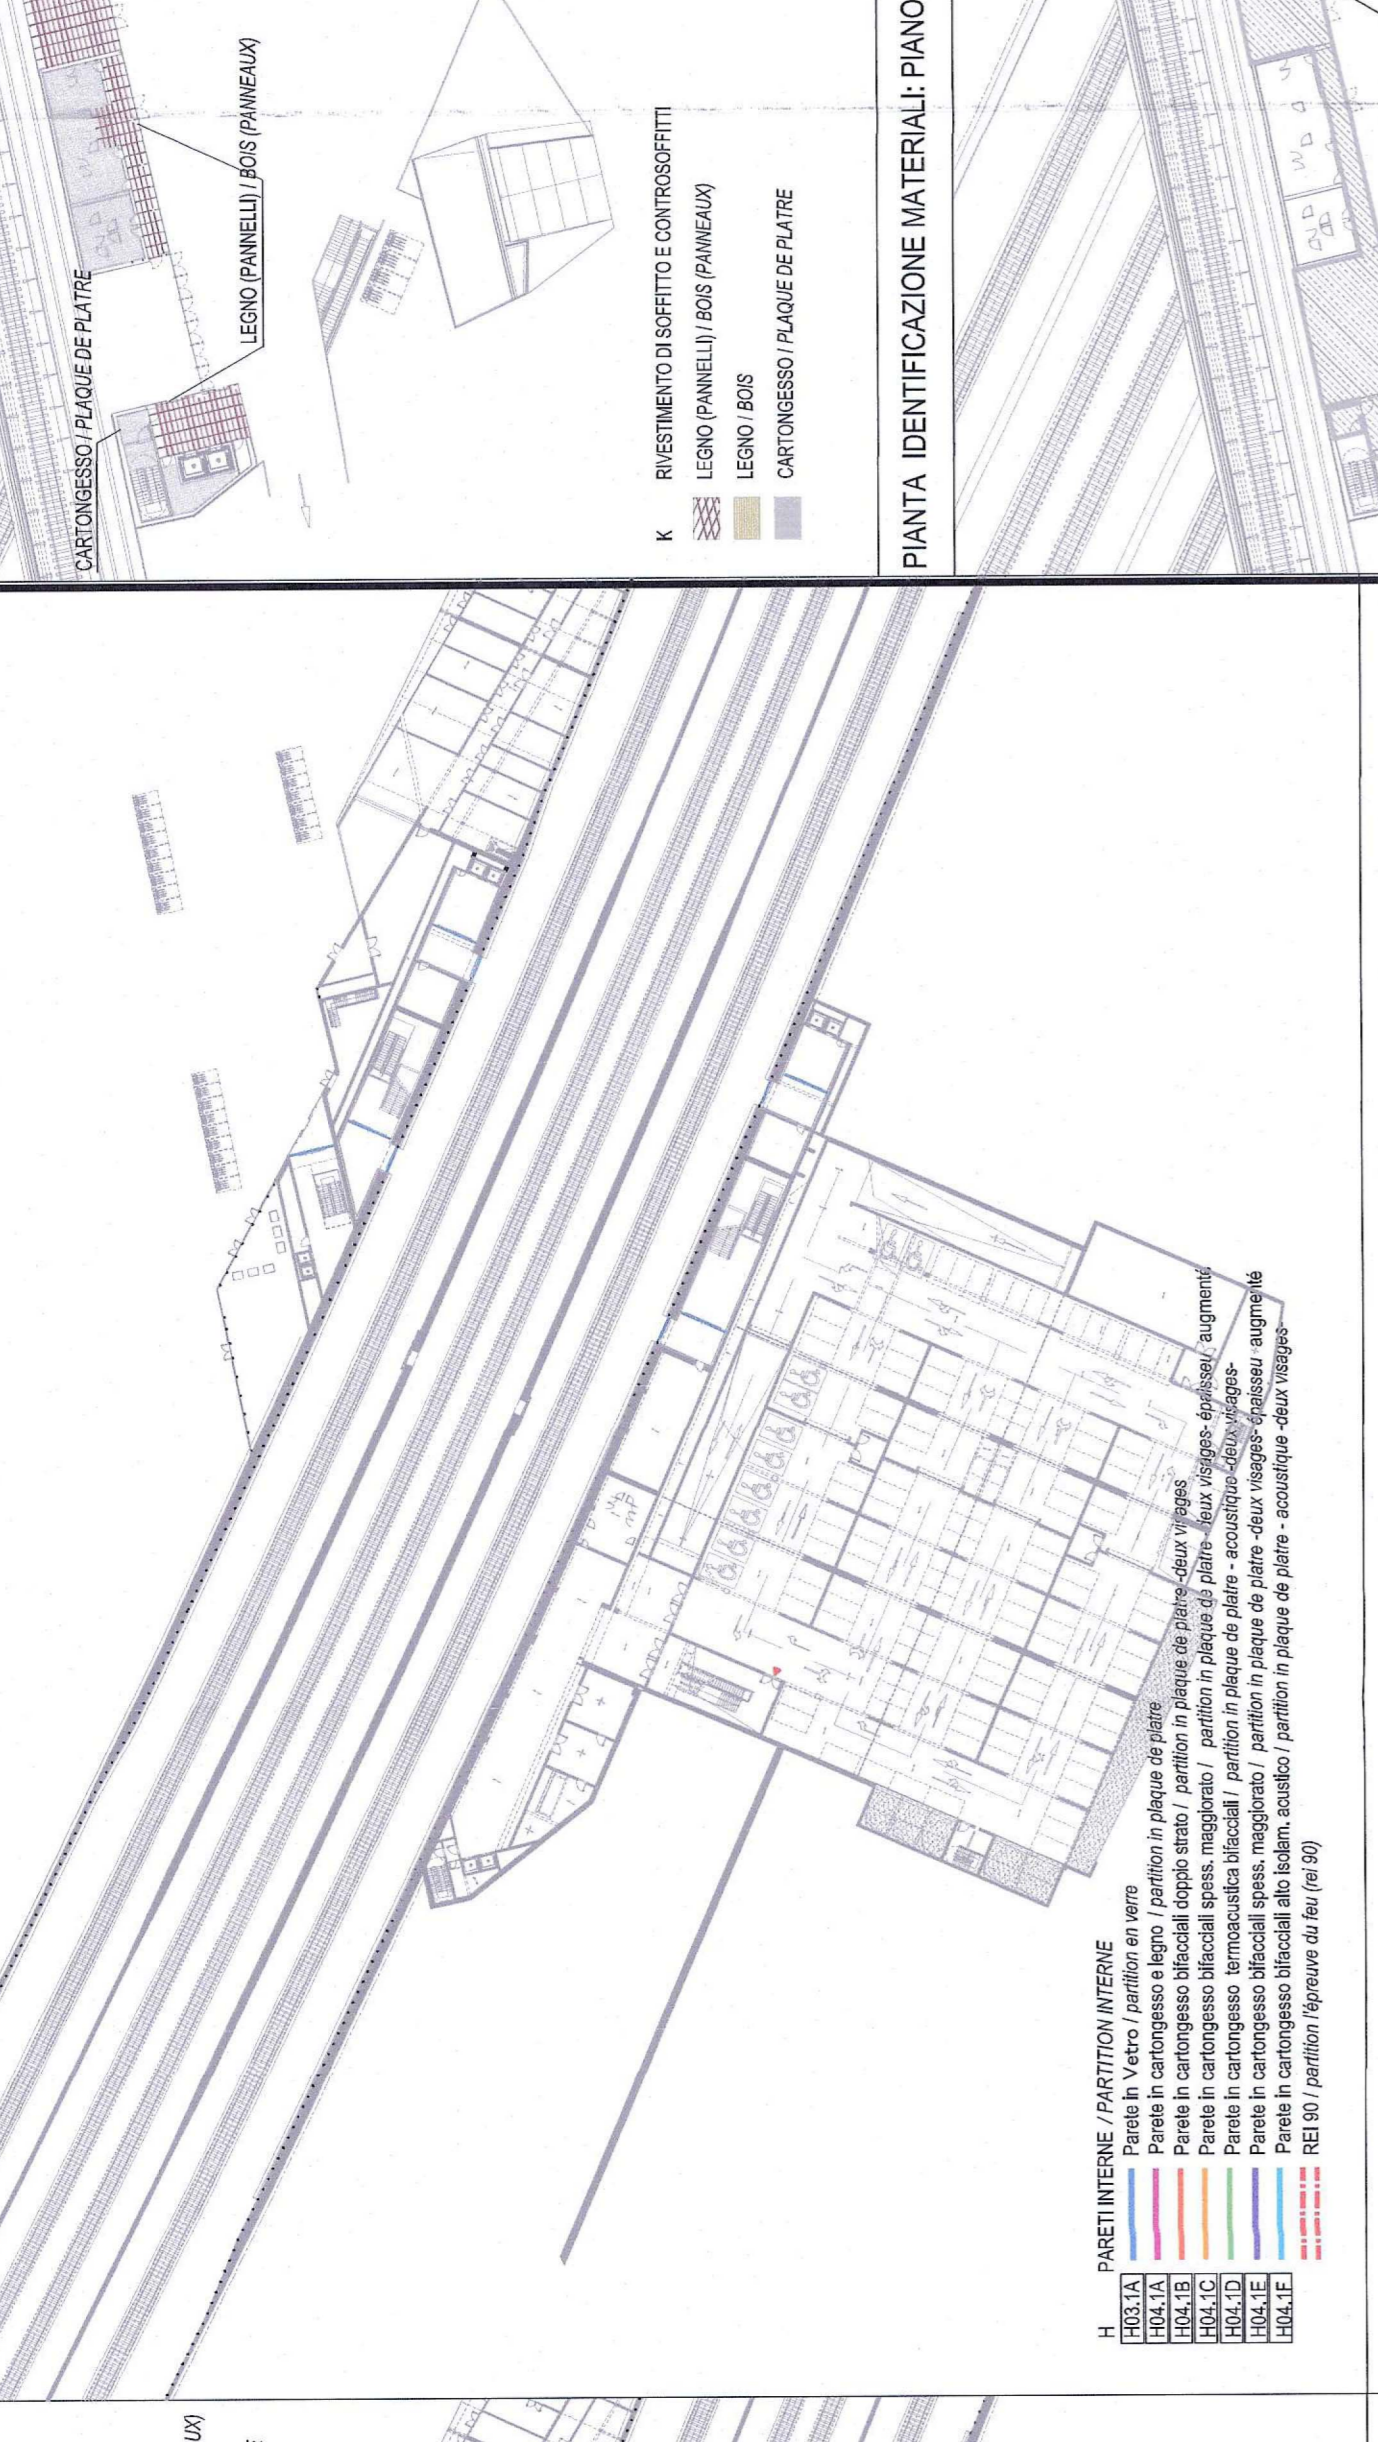 CARTONGESSO / PLAQUE DE PLATRE
LEGNO (PANNELLI) / BOIS (PANNEAUX)
K RIVESTIMENTO DI SOFFITTO E CONTROSOFFITTI
LEGNO (PANNELLI) / BOIS (PANNEAUX)
LEGNO / BOIS
CARTONGESSO / PLAQUE DE PLATRE
PIANTA IDENTIFICAZIONE MATERIALI: PIANO
UX)
H PARETI INTERNE / PARTITION INTERNE
H03.1A Parete in Vetro / partition en verre
H04.1A Parete in cartongesso e legno / partition in plaque de platre
H04.1B Parete in cartongesso bifacciali doppio strato / partition in plaque de platre -deux visages
H04.1C Parete in cartongesso bifacciali spess. maggiorato / partition in plaque de platre -deux visages- épaisseu augmenté
H04.1D Parete in cartongesso termoacustica bifacciali / partition in plaque de platre - acoustique -deux visages-
H04.1E Parete in cartongesso bifacciali spess. maggiorato / partition in plaque de platre -deux visages- épaisseu augmenté
H04.1F Parete in cartongesso bifacciali alto isolam. acustico / partition in plaque de platre - acoustique -deux visages-
REI 90 / partition l'épreuve du feu (rei 90)